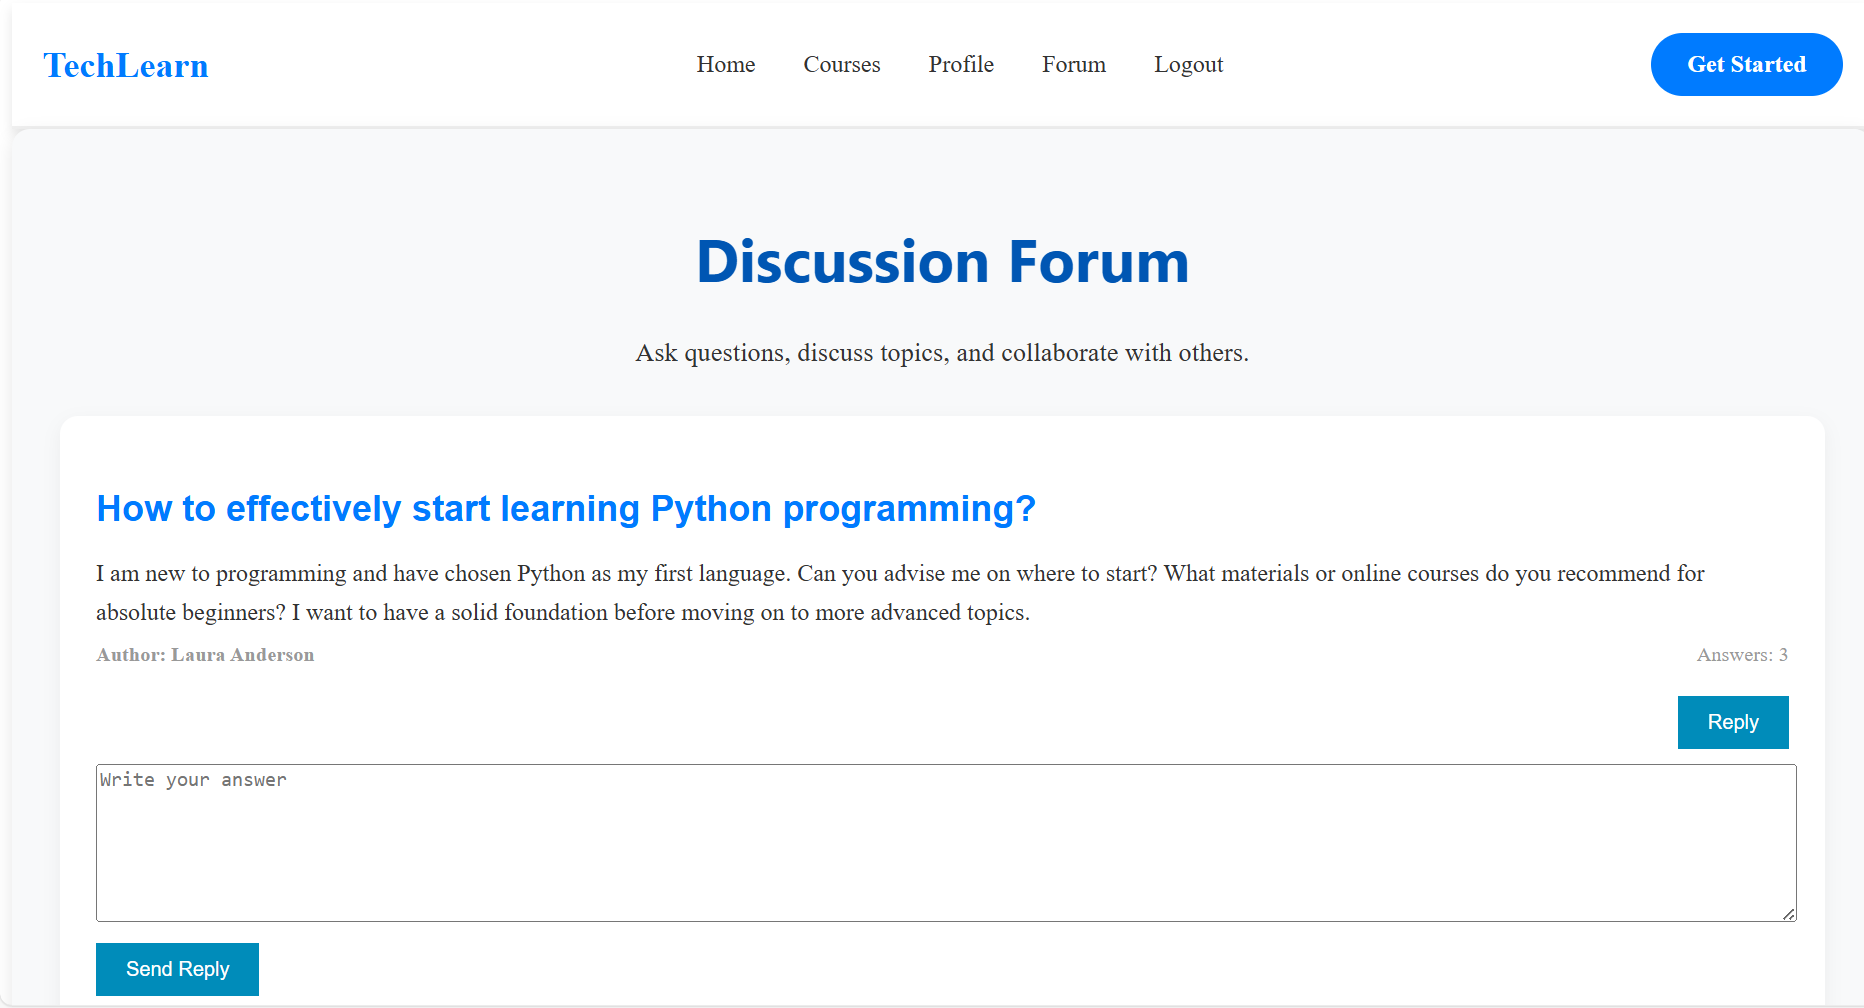 TechLearn
Home
Courses
Profile
Forum
Logout
Get Started
Discussion Forum
Ask questions, discuss topics, and collaborate with others.
How to effectively start learning Python programming?
I am new to programming and have chosen Python as my first language. Can you advise me on where to start? What materials or online courses do you recommend for
absolute beginners? I want to have a solid foundation before moving on to more advanced topics.
Author: Laura Anderson
Answers: 3
Reply
Write your answer
Send Reply